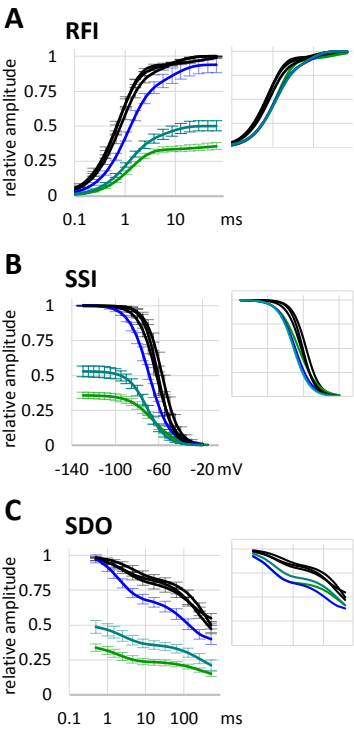 A
RFI
relative amplitude
1
0.75
0.5
0.25
0
0.1 1 10 ms
B
SSI
relative amplitude
1
0.75
0.5
0.25
0
-140 -100 -60 -20 mV
C
SDO
relative amplitude
1
0.75
0.5
0.25
0
0.1 1 10 100 ms